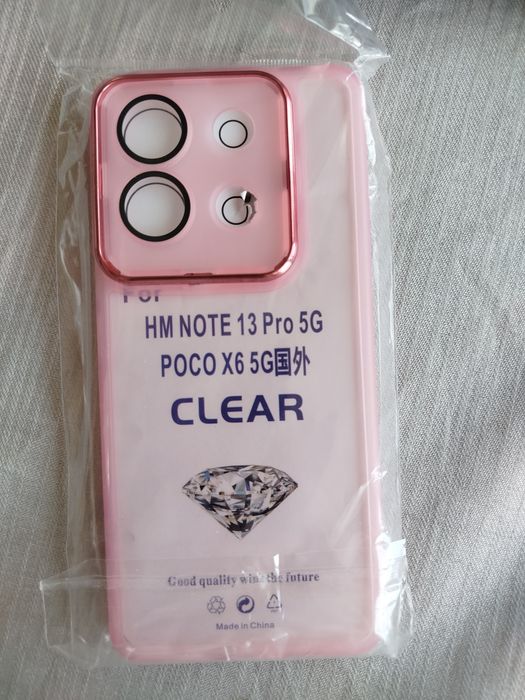 For
HM NOTE 13 Pro 5G
POCO X6 5G国外
CLEAR
Good quality wins the future
Made in China